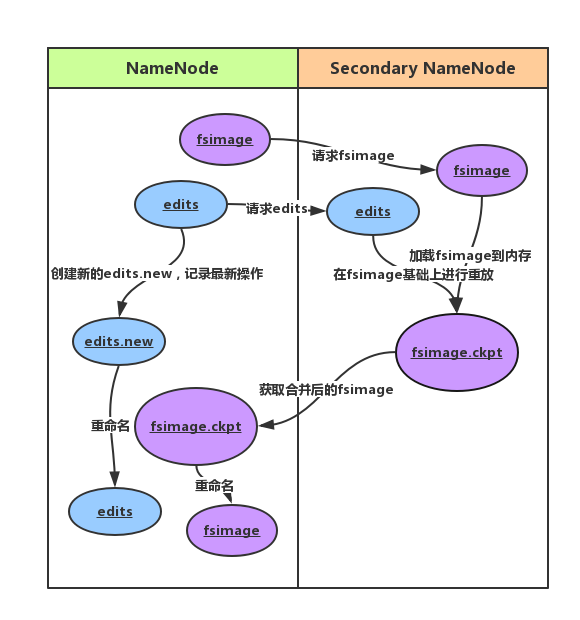 NameNode
Secondary NameNode
fsimage
请求fsimage
fsimage
edits
请求edits
edits
加载fsimage到内存
创建新的edits.new，记录最新操作
在fsimage基础上进行重放
edits.new
fsimage.ckpt
获取合并后的fsimage
重命名
fsimage.ckpt
重命名
edits
fsimage